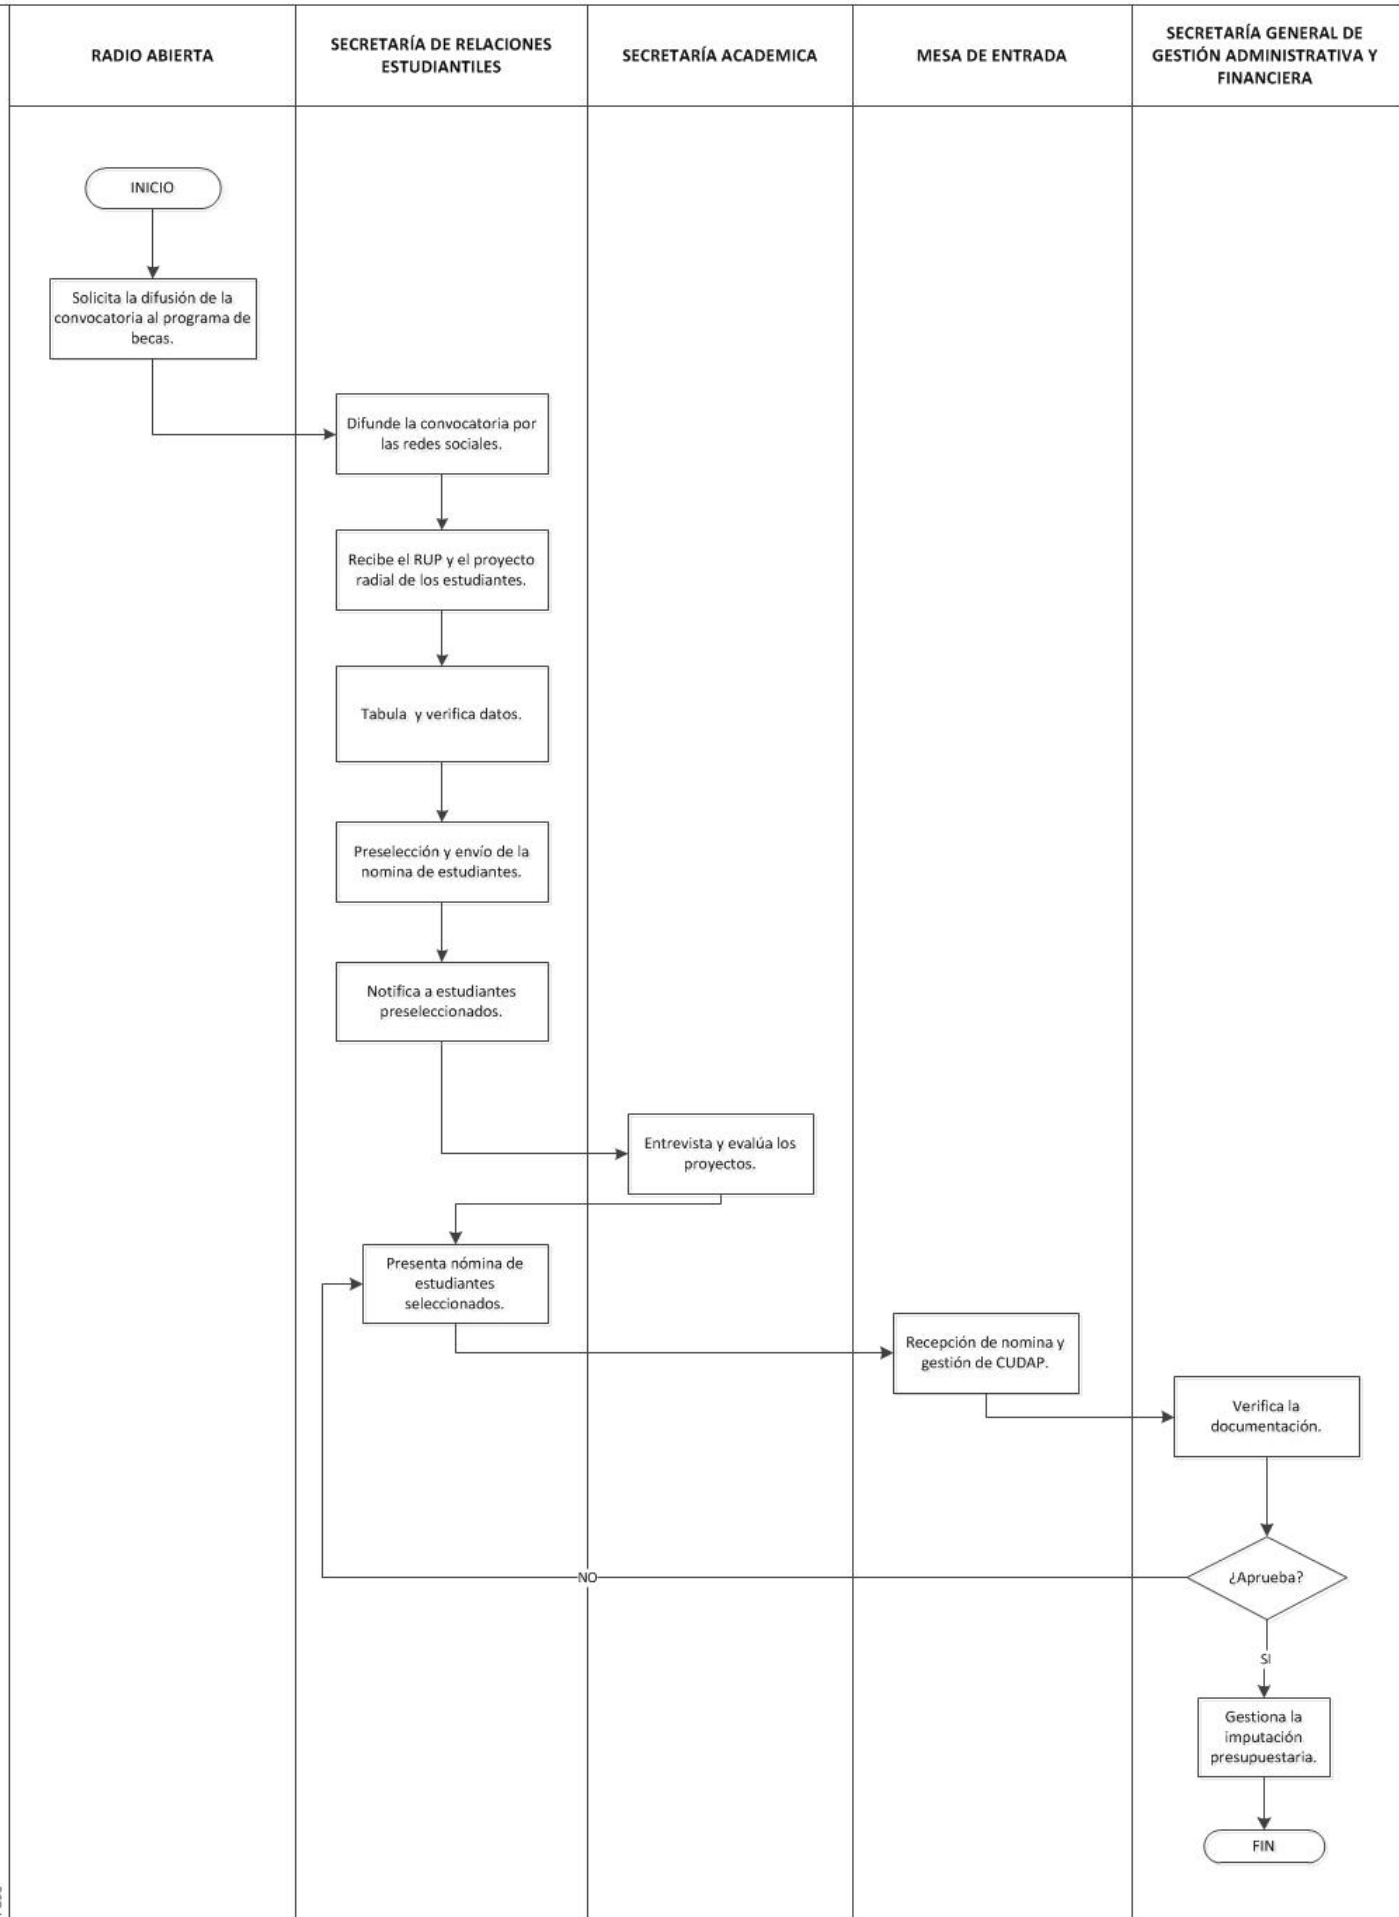 RADIO ABIERTA
SECRETARÍA DE RELACIONES
ESTUDIANTILES
SECRETARÍA ACADEMICA
MESA DE ENTRADA
SECRETARÍA GENERAL DE
GESTIÓN ADMINISTRATIVA Y
FINANCIERA
INICIO
Solicita la difusión de la
convocatoria al programa de
becas.
Difunde la convocatoria por
las redes sociales.
Recibe el RUP y el proyecto
radial de los estudiantes.
Tabula y verifica datos.
Preselección y envío de la
nomina de estudiantes.
Notifica a estudiantes
preseleccionados.
Entrevista y evalúa los
proyectos.
Presenta nómina de
estudiantes
seleccionados.
Recepción de nomina y
gestión de CUDAP.
Verifica la
documentación.
¿Aprueba?
NO
SI
Gestiona la
imputación
presupuestaria.
FIN